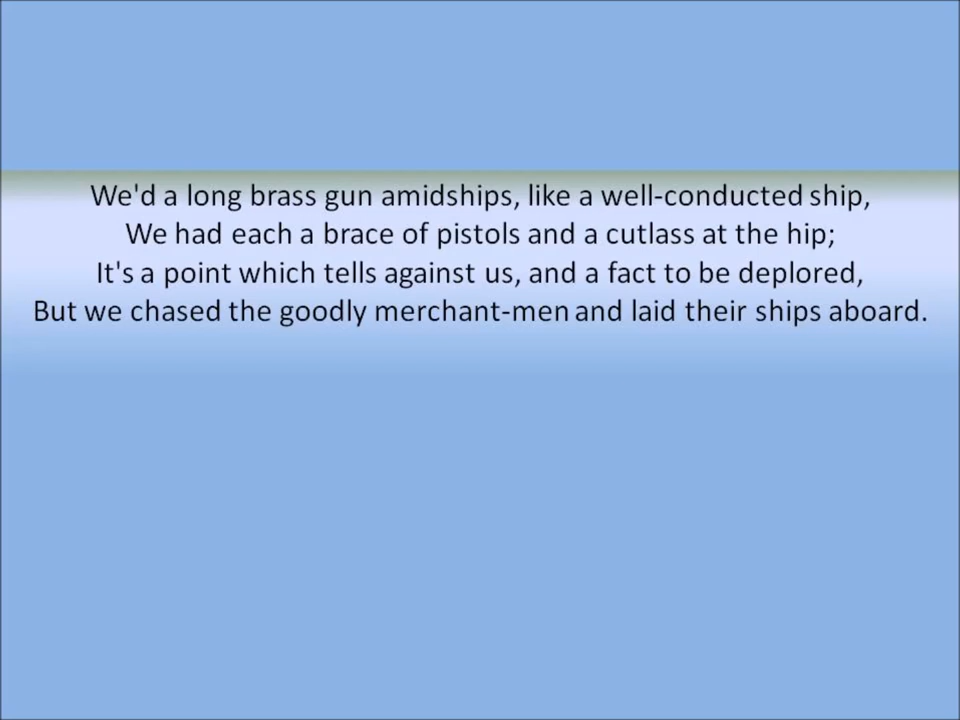 We'd a long brass gun amidships, like a well-conducted ship,
We had each a brace of pistols and a cutlass at the hip;
It's a point which tells against us, and a fact to be deplored,
But we chased the goodly merchant-men and laid their ships aboard.